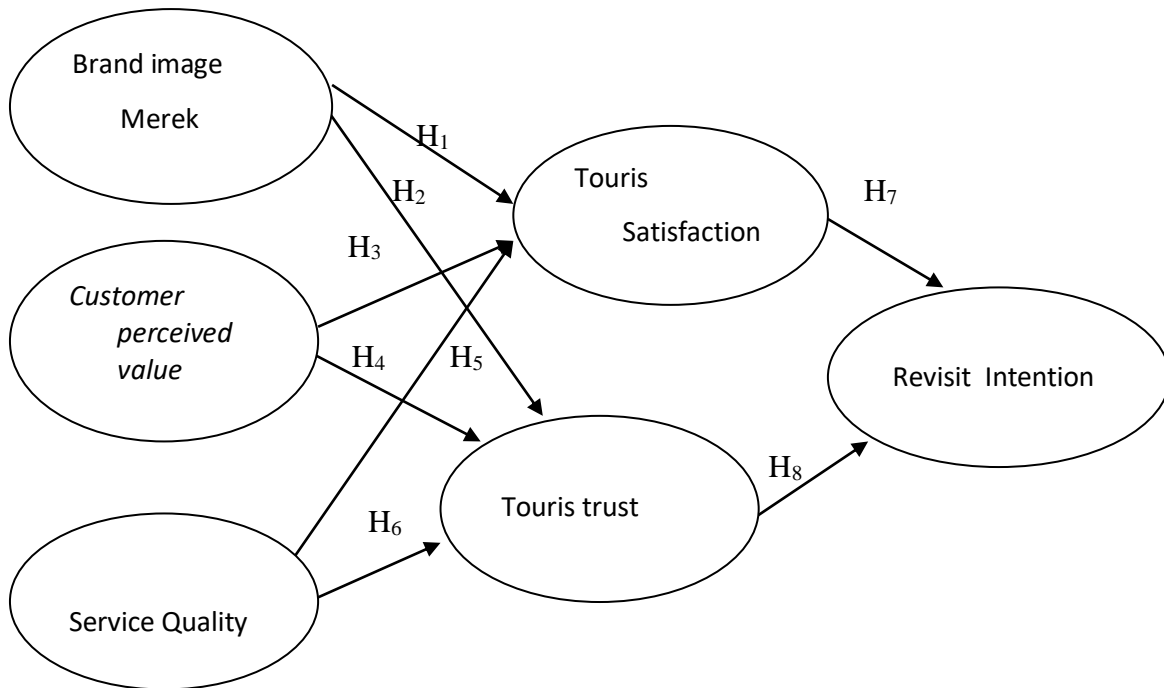 Brand image
Merek
H₁
H₂
Touris
Satisfaction
H₇
H₃
Customer
perceived
value
H₄
H₅
Revisit Intention
Touris trust
H₈
H₆
Service Quality